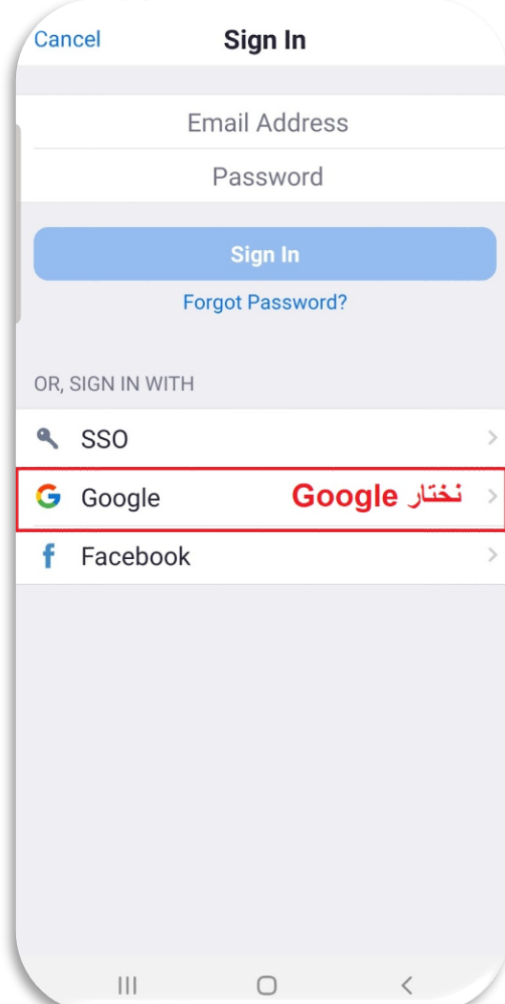 Cancel Sign In
Email Address
Password
Sign In
Forgot Password?
OR, SIGN IN WITH
SSO
Google نختار Google
Facebook